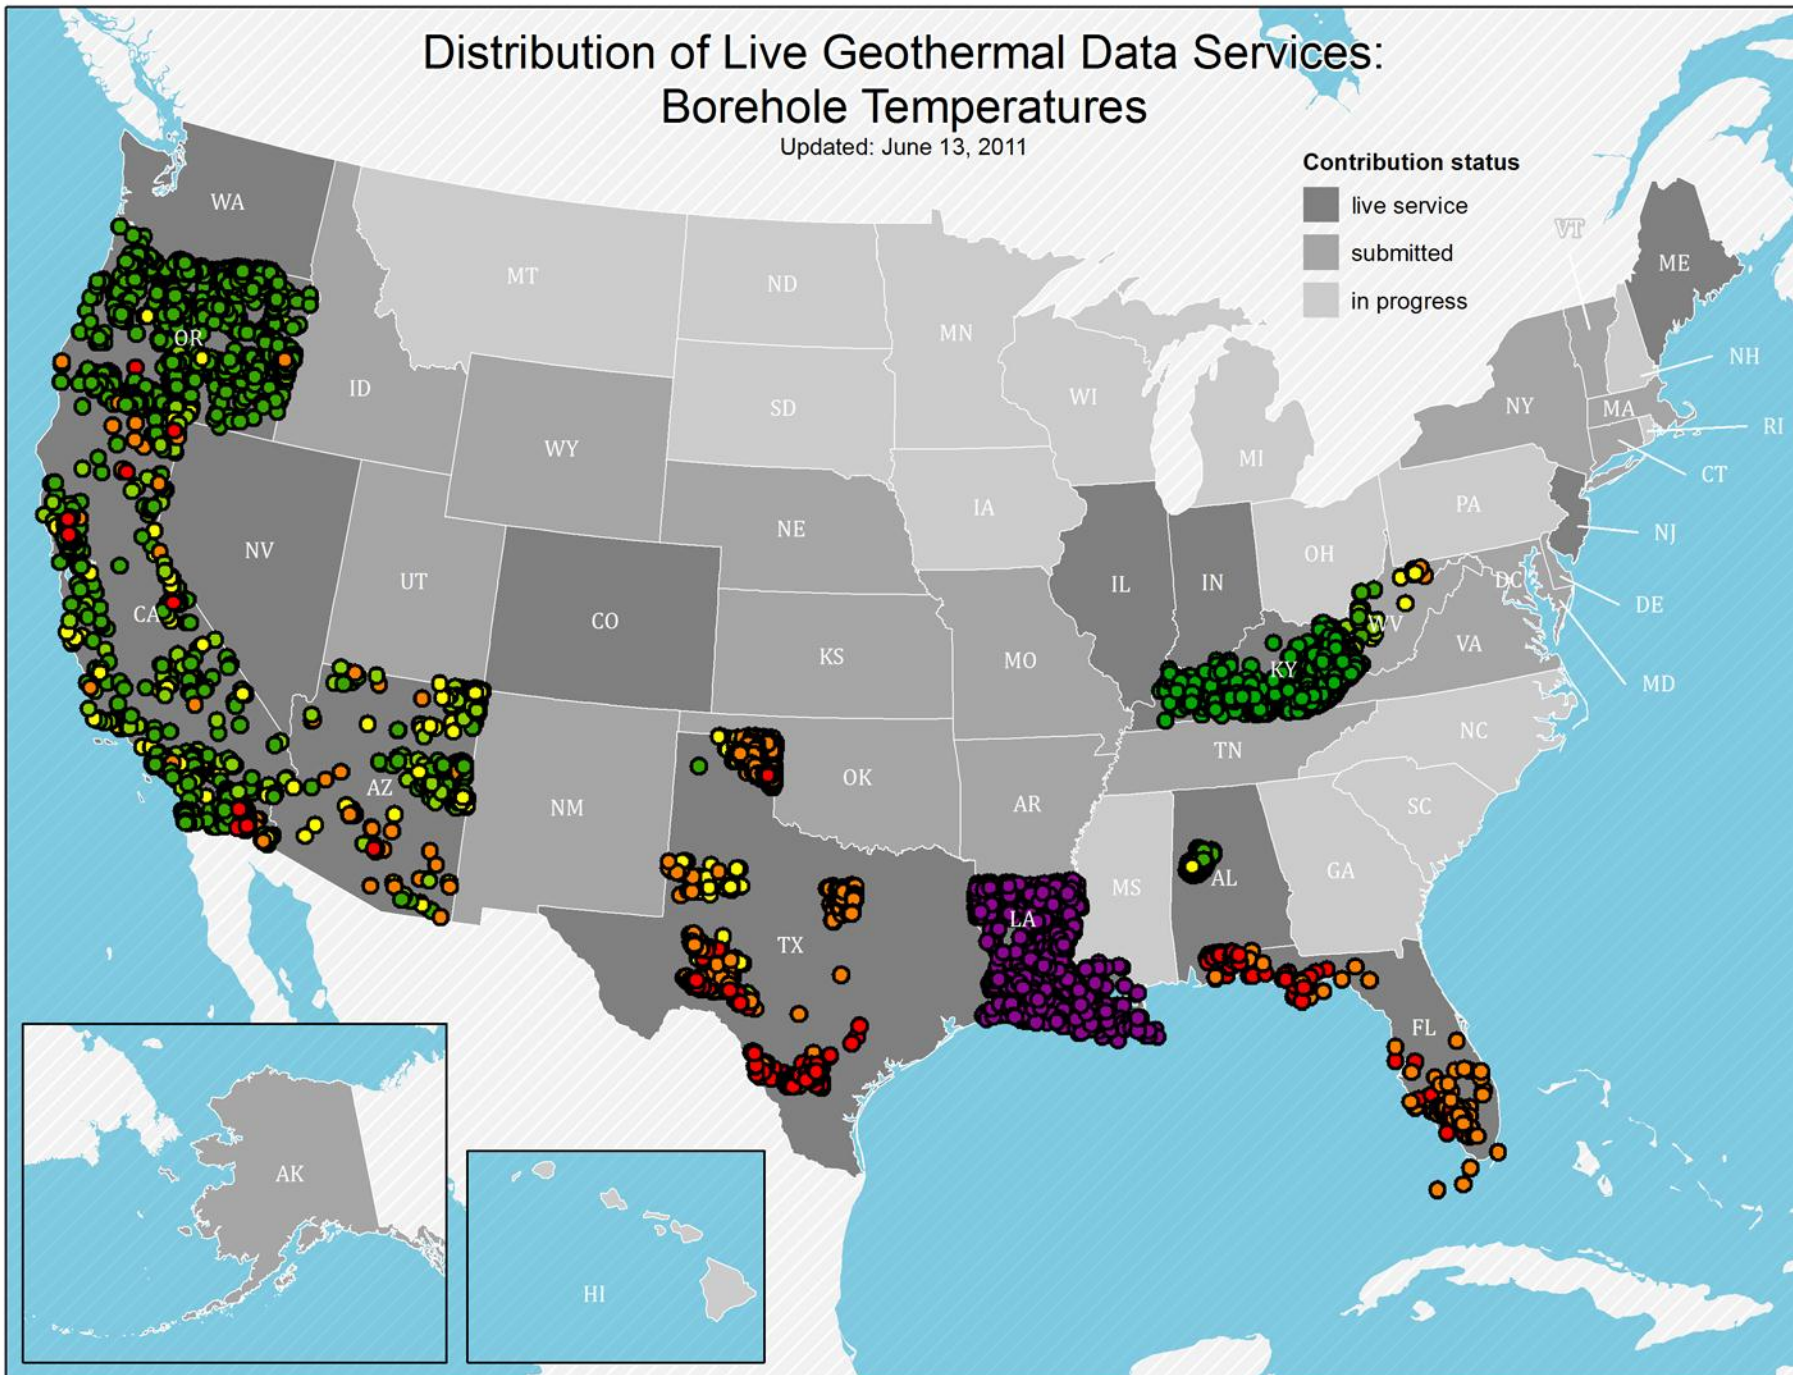 Distribution of Live Geothermal Data Services:
Borehole Temperatures
Updated: June 13, 2011
Contribution status
live service
submitted
in progress
WA
MT
ND
MN
VT
ME
OR
ID
SD
WI
NH
NY
MA
RI
WY
MI
CT
IA
PA
NE
NV
OH
NJ
UT
IL
IN
DC
CA
CO
DE
WV
VA
KS
MO
KY
MD
NC
TN
AZ
OK
NM
AR
SC
MS
AL
GA
LA
TX
FL
AK
HI